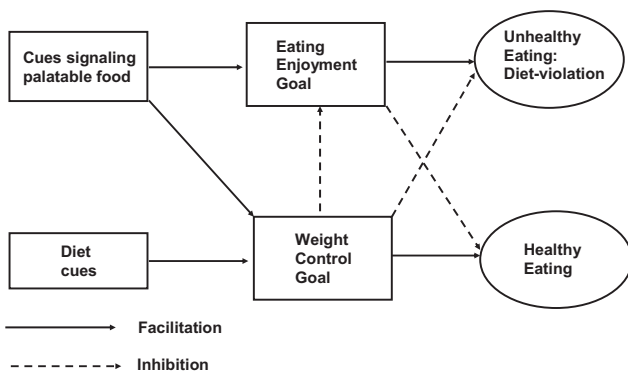 Cues signaling
palatable food
Eating
Enjoyment
Goal
Unhealthy
Eating:
Diet-violation
Diet
cues
Weight
Control
Goal
Healthy
Eating
Facilitation
Inhibition